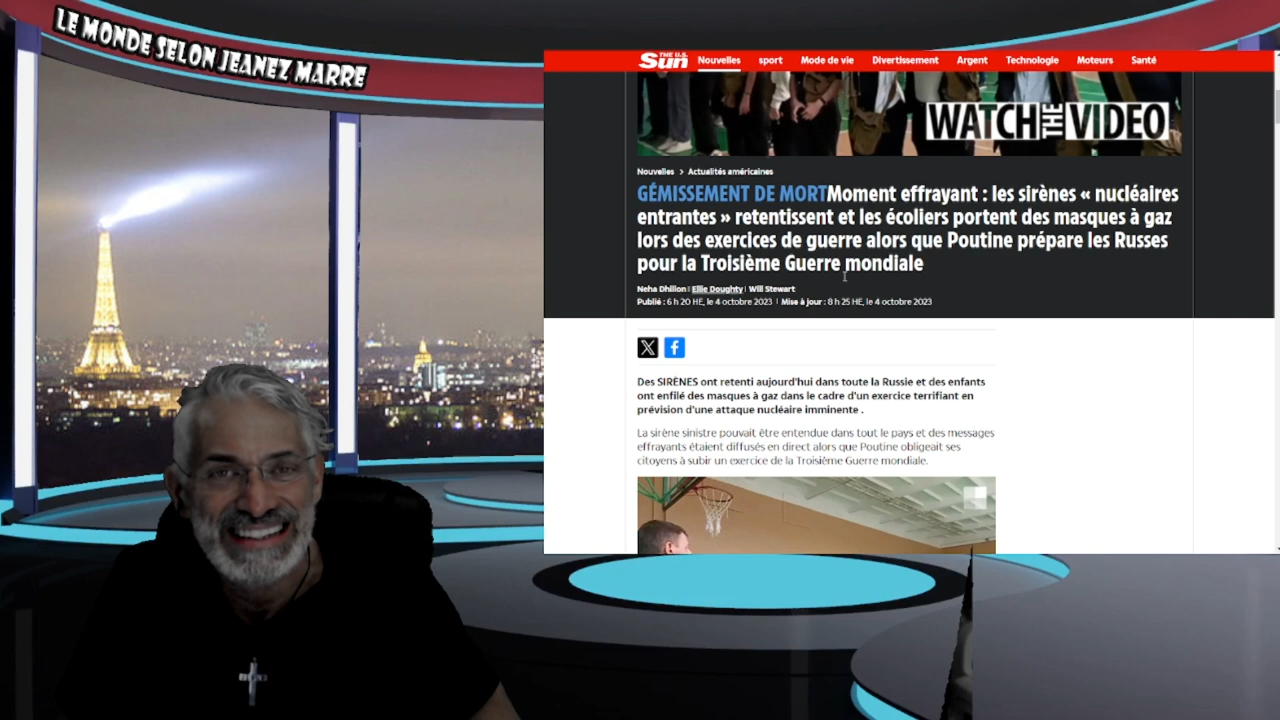 LE MONDE SELON JEANEZ MARRE
THE U.S. Sun Nouvelles sport Mode de vie Divertissement Argent Technologie Moteurs Santé
WATCH THE VIDEO
Nouvelles > Actualités américaines
GÉMISSEMENT DE MORTMoment effrayant : les sirènes « nucléaires
entrantes » retentissent et les écoliers portent des masques à gaz
lors des exercices de guerre alors que Poutine prépare les Russes
pour la Troisième Guerre mondiale
Neha Dhillon | Ellie Doughty | Will Stewart
Publié : 6 h 20 HE, le 4 octobre 2023 | Mise à jour : 8 h 25 HE, le 4 octobre 2023
Des SIRÈNES ont retenti aujourd'hui dans toute la Russie et des enfants
ont enfilé des masques à gaz dans le cadre d'un exercice terrifiant en
prévision d'une attaque nucléaire imminente .
La sirène sinistre pouvait être entendue dans tout le pays et des messages
effrayants étaient diffusés en direct alors que Poutine obligeait ses
citoyens à subir un exercice de la Troisième Guerre mondiale.